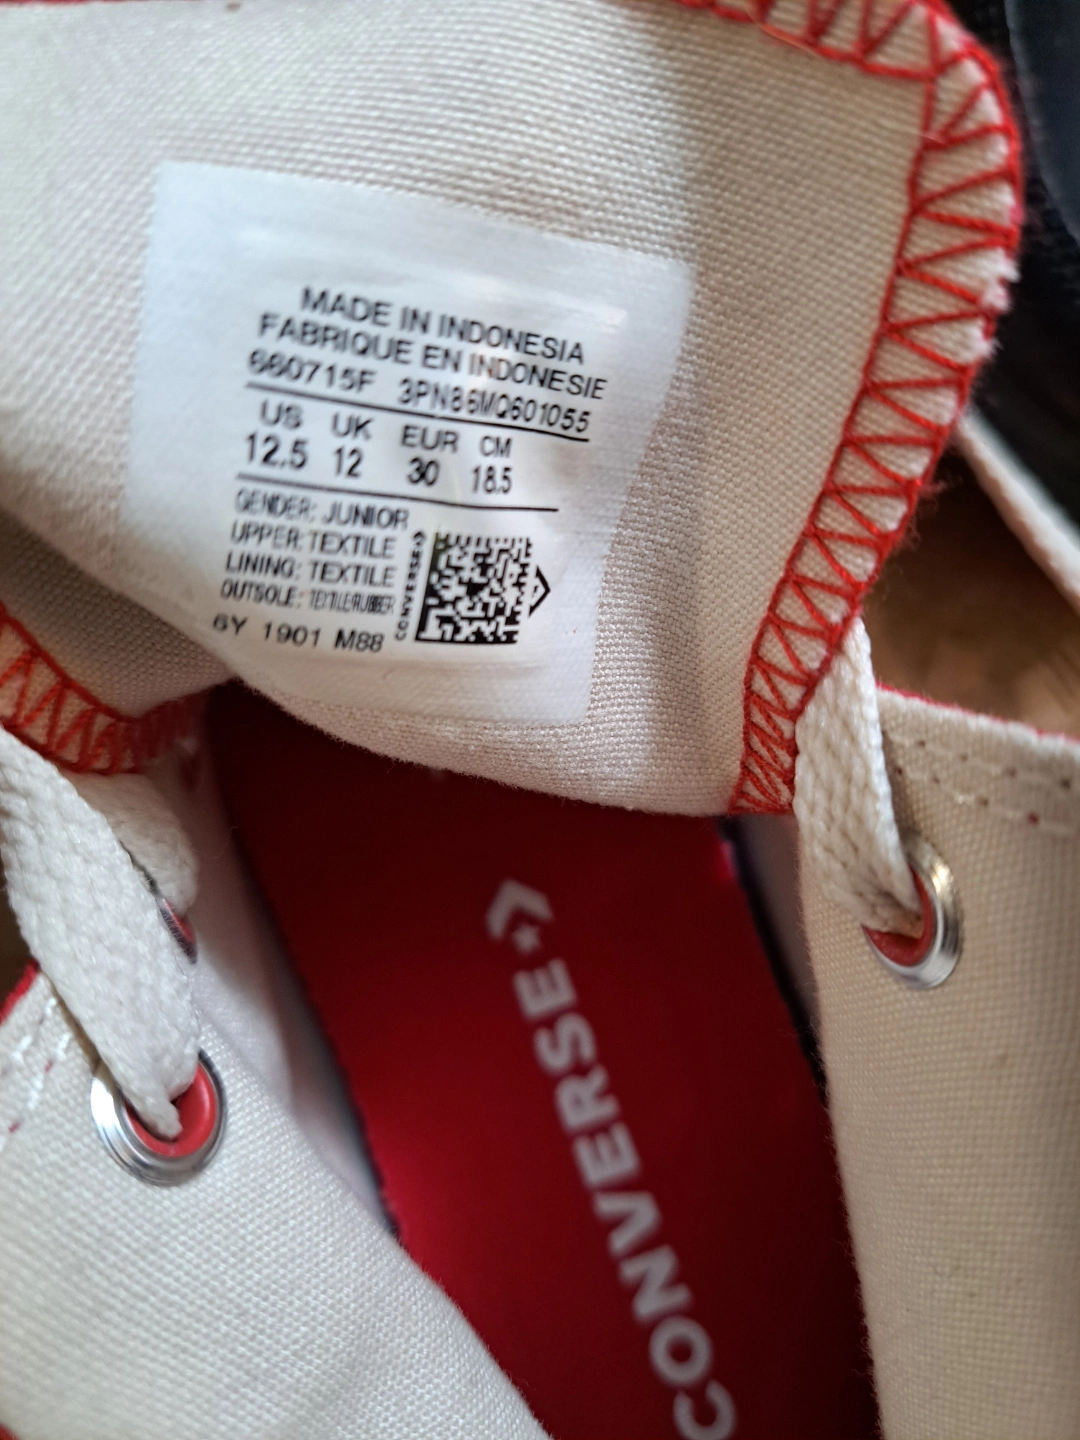 MADE IN INDONESIA
FABRIQUE EN INDONESIE
660715F 3PN86MQ601055
US UK EUR CM
12.5 12 30 18.5
GENDER: JUNIOR
UPPER: TEXTILE
LINING: TEXTILE
OUTSOLE: TEXTILE/RUBBER
6Y 1901 M88
CONVERSE
CONVERSE